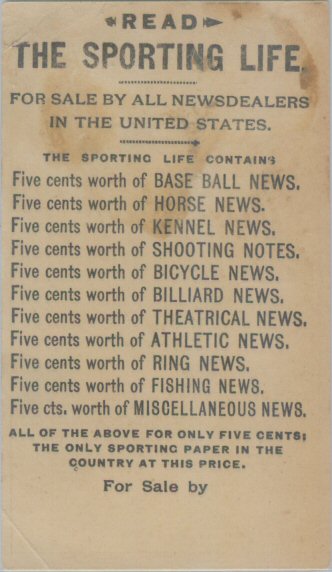 READ
THE SPORTING LIFE.
FOR SALE BY ALL NEWSDEALERS
IN THE UNITED STATES.
THE SPORTING LIFE CONTAINS
Five cents worth of BASE BALL NEWS.
Five cents worth of HORSE NEWS.
Five cents worth of KENNEL NEWS.
Five cents worth of SHOOTING NOTES.
Five cents worth of BICYCLE NEWS.
Five cents worth of BILLIARD NEWS.
Five cents worth of THEATRICAL NEWS.
Five cents worth of ATHLETIC NEWS.
Five cents worth of RING NEWS.
Five cents worth of FISHING NEWS.
Five cts. worth of MISCELLANEOUS NEWS.
ALL OF THE ABOVE FOR ONLY FIVE CENTS;
THE ONLY SPORTING PAPER IN THE
COUNTRY AT THIS PRICE.
For Sale by